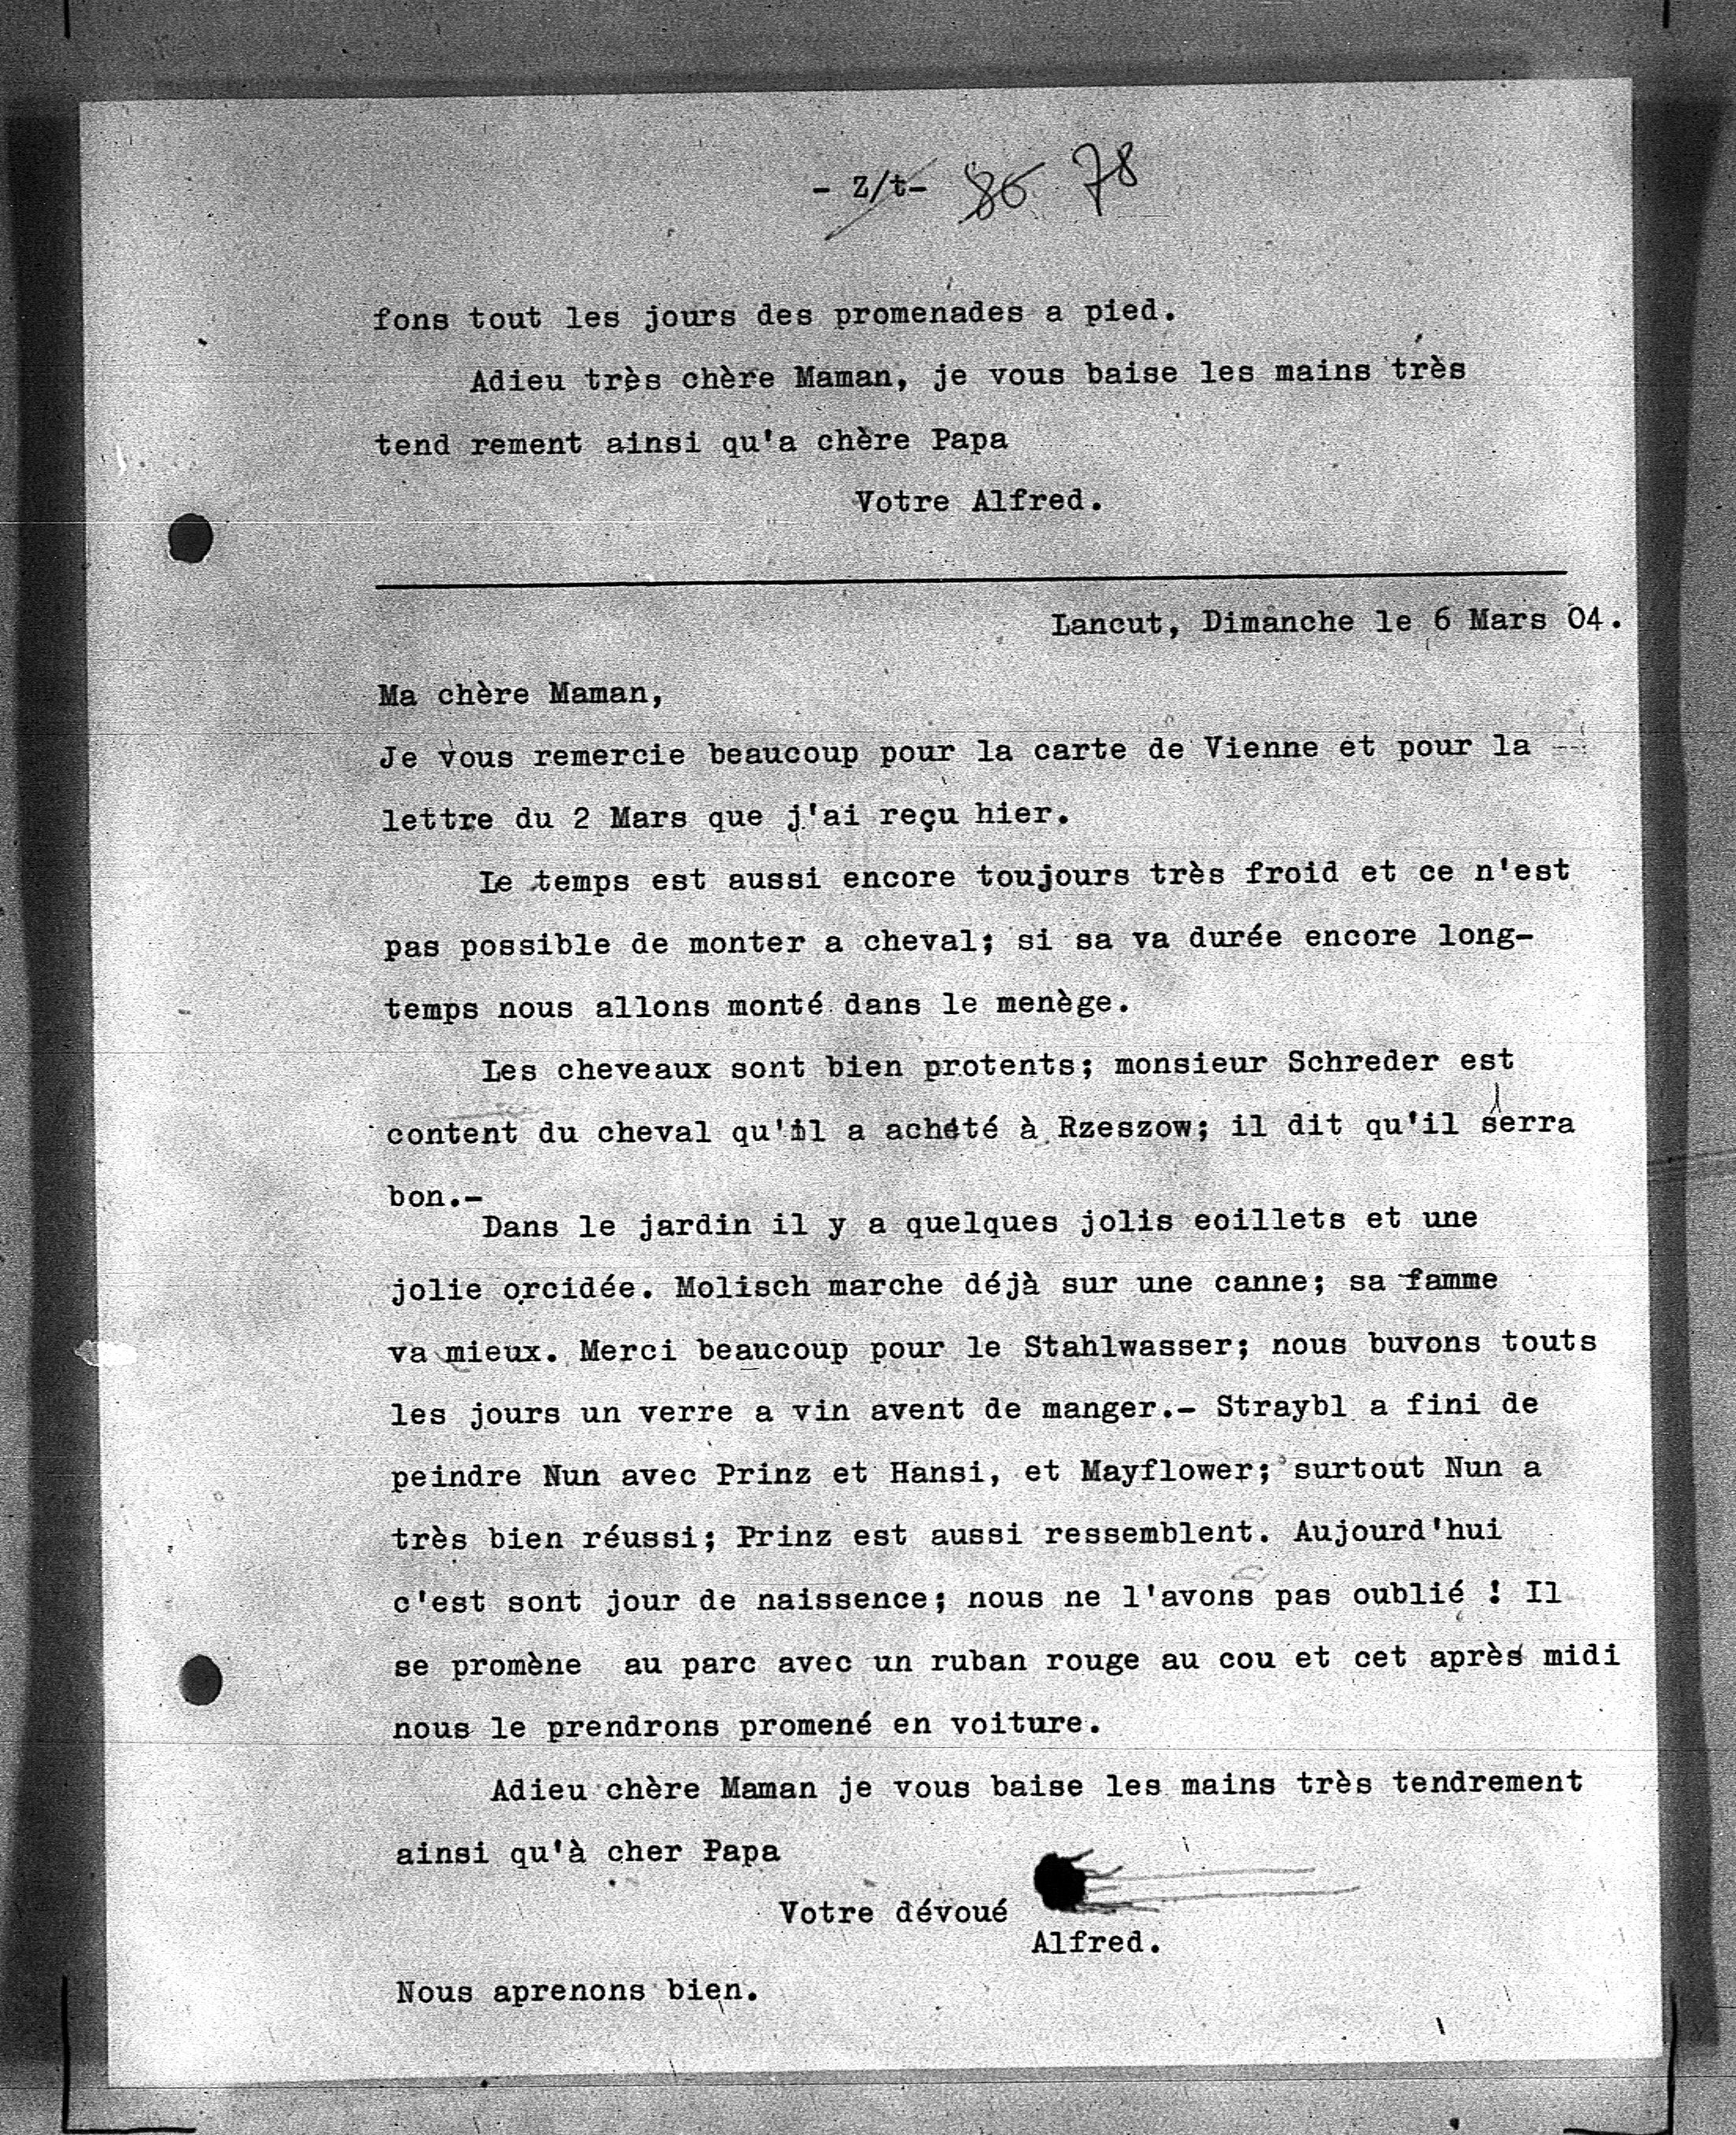 - Z/t- 86 78
fons tout les jours des promenades a pied.
Adieu très chère Maman, je vous baise les mains très
tend rement ainsi qu'a chère Papa
Votre Alfred.
Lancut, Dimanche le 6 Mars 04.
Ma chère Maman,
Je vous remercie beaucoup pour la carte de Vienne et pour la
lettre du 2 Mars que j'ai reçu hier.
Le temps est aussi encore toujours très froid et ce n'est
pas possible de monter a cheval; si sa va durée encore long-
temps nous allons monté dans le menège.
Les cheveaux sont bien protents; monsieur Schreder est
content du cheval qu'il a achété à Rzeszow; il dit qu'il serra
bon.-
Dans le jardin il y a quelques jolis eoillets et une
jolie orcidée. Molisch marche déjà sur une canne; sa famme
va mieux. Merci beaucoup pour le Stahlwasser; nous buvons touts
les jours un verre a vin avent de manger.- Straybl a fini de
peindre Nun avec Prinz et Hansi, et Mayflower; surtout Nun a
très bien réussi; Prinz est aussi ressemblent. Aujourd'hui
c'est sont jour de naissence; nous ne l'avons pas oublié ! Il
se promène au parc avec un ruban rouge au cou et cet après midi
nous le prendrons promené en voiture.
Adieu chère Maman je vous baise les mains très tendrement
ainsi qu'à cher Papa
Votre dévoué
Alfred.
Nous aprenons bien.